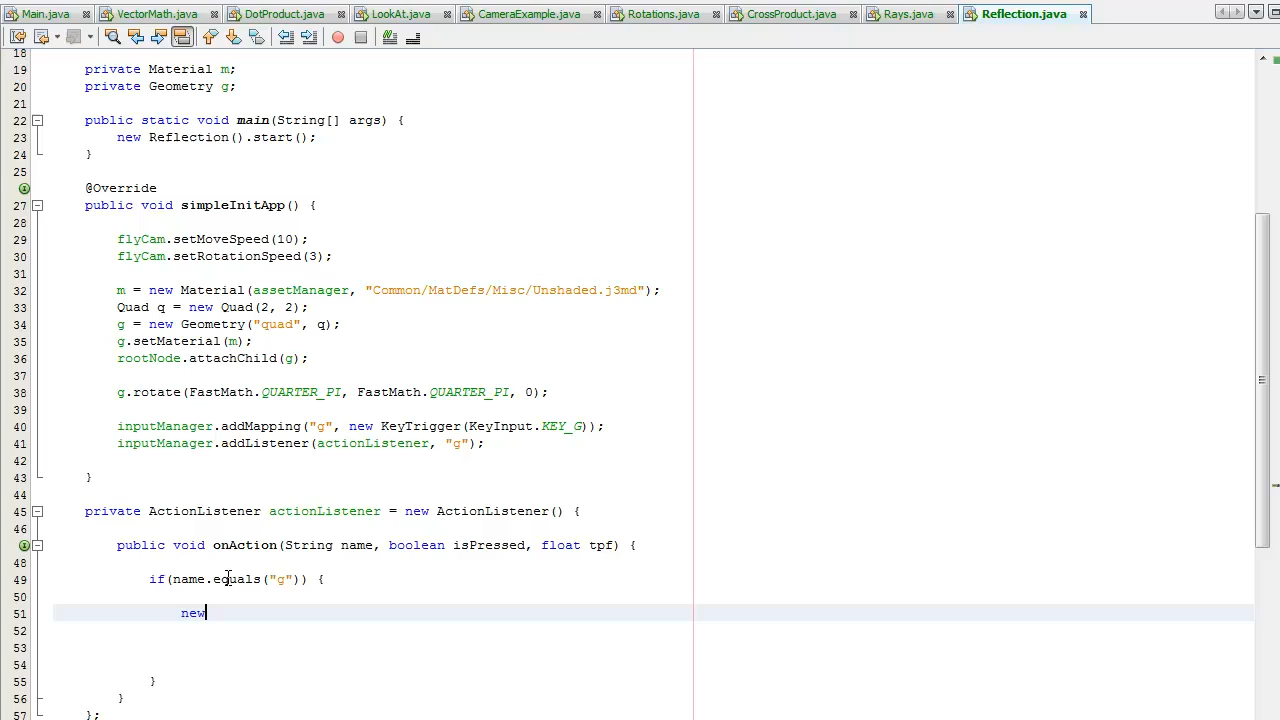 Main.java VectorMath.java DotProduct.java LookAt.java CameraExample.java Rotations.java CrossProduct.java Rays.java Reflection.java
18
19 private Material m;
20 private Geometry g;
21
22 public static void main(String[] args) {
23 new Reflection().start();
24 }
25
@Override
27 public void simpleInitApp() {
28
29 flyCam.setMoveSpeed(10);
30 flyCam.setRotationSpeed(3);
31
32 m = new Material(assetManager, "Common/MatDefs/Misc/Unshaded.j3md");
33 Quad q = new Quad(2, 2);
34 g = new Geometry("quad", q);
35 g.setMaterial(m);
36 rootNode.attachChild(g);
37
38 g.rotate(FastMath.QUARTER_PI, FastMath.QUARTER_PI, 0);
39
40 inputManager.addMapping("g", new KeyTrigger(KeyInput.KEY_G));
41 inputManager.addListener(actionListener, "g");
42
43 }
44
45 private ActionListener actionListener = new ActionListener() {
46
public void onAction(String name, boolean isPressed, float tpf) {
48
49 if(name.equals("g")) {
50
51 new
52
53
54
55 }
56 }
57 };